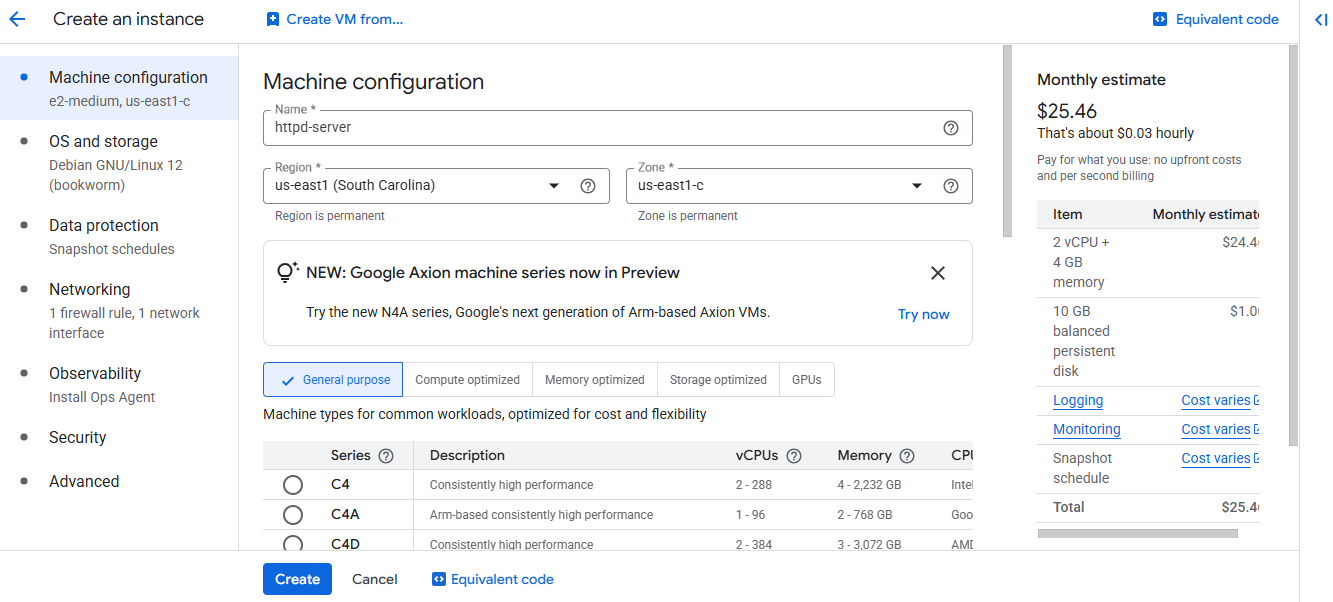 Create an instance
Create VM from...
Equivalent code
Machine configuration
e2-medium, us-east1-c
OS and storage
Debian GNU/Linux 12
(bookworm)
Data protection
Snapshot schedules
Networking
1 firewall rule, 1 network
interface
Observability
Install Ops Agent
Security
Advanced
Machine configuration
Name *
httpd-server
Region *
us-east1 (South Carolina)
Region is permanent
Zone *
us-east1-c
Zone is permanent
NEW: Google Axion machine series now in Preview
Try the new N4A series, Google's next generation of Arm-based Axion VMs.
Try now
General purpose
Compute optimized
Memory optimized
Storage optimized
GPUs
Machine types for common workloads, optimized for cost and flexibility
Series Description vCPUs Memory
C4 Consistently high performance 2 - 288 4 - 2,232 GB
C4A Arm-based consistently high performance 1 - 96 2 - 768 GB
C4D Consistently high performance 2 - 384 3 - 3,072 GB
Create
Cancel
Equivalent code
Monthly estimate
$25.46
That's about $0.03 hourly
Pay for what you use: no upfront costs
and per second billing
Item Monthly
2 vCPU +
4 GB
memory
10 GB
balanced
persistent
disk
Logging Cost varies
Monitoring Cost varies
Snapshot Cost varies
schedule
Total